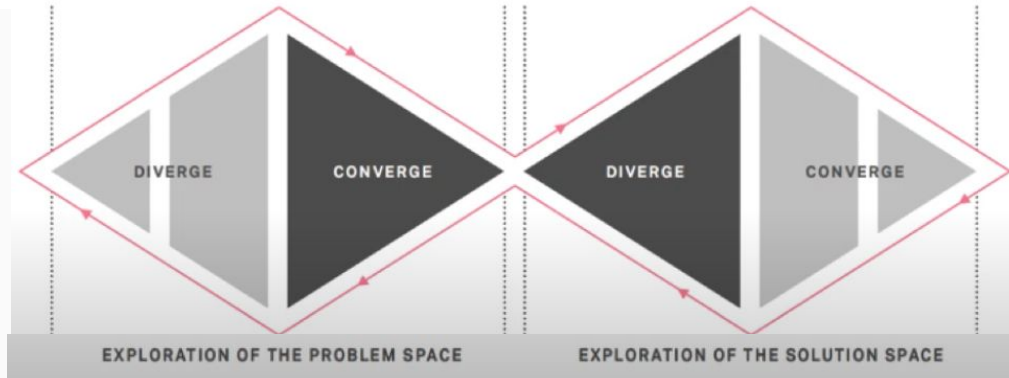 DIVERGE
CONVERGE
DIVERGE
CONVERGE
EXPLORATION OF THE PROBLEM SPACE
EXPLORATION OF THE SOLUTION SPACE